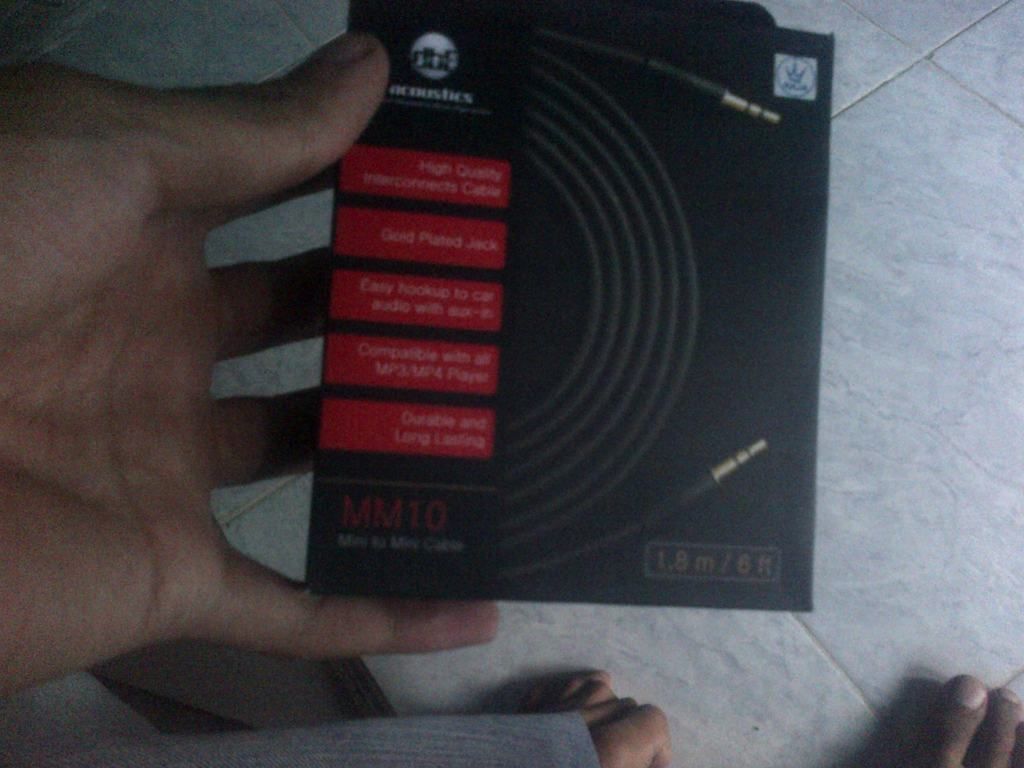 dbE
acoustics
High Quality
Interconnects Cable
Gold Plated Jack
Easy hookup to car
audio with aux-in
Compatible with all
MP3/MP4 Player
Durable and
Long Lasting
MM10
Mini to Mini Cable
1.8 m / 6 ft